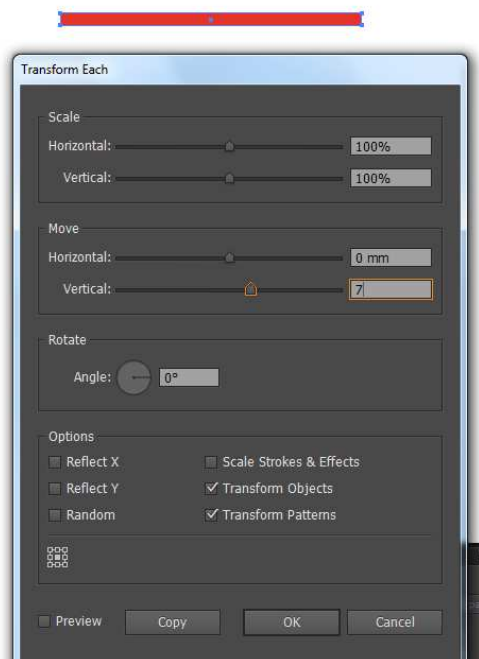 Transform Each
Scale
Horizontal: 100%
Vertical: 100%
Move
Horizontal: 0 mm
Vertical: 7
Rotate
Angle: 0°
Options
Reflect X Scale Strokes & Effects
Reflect Y Transform Objects
Random Transform Patterns
Preview Copy OK Cancel